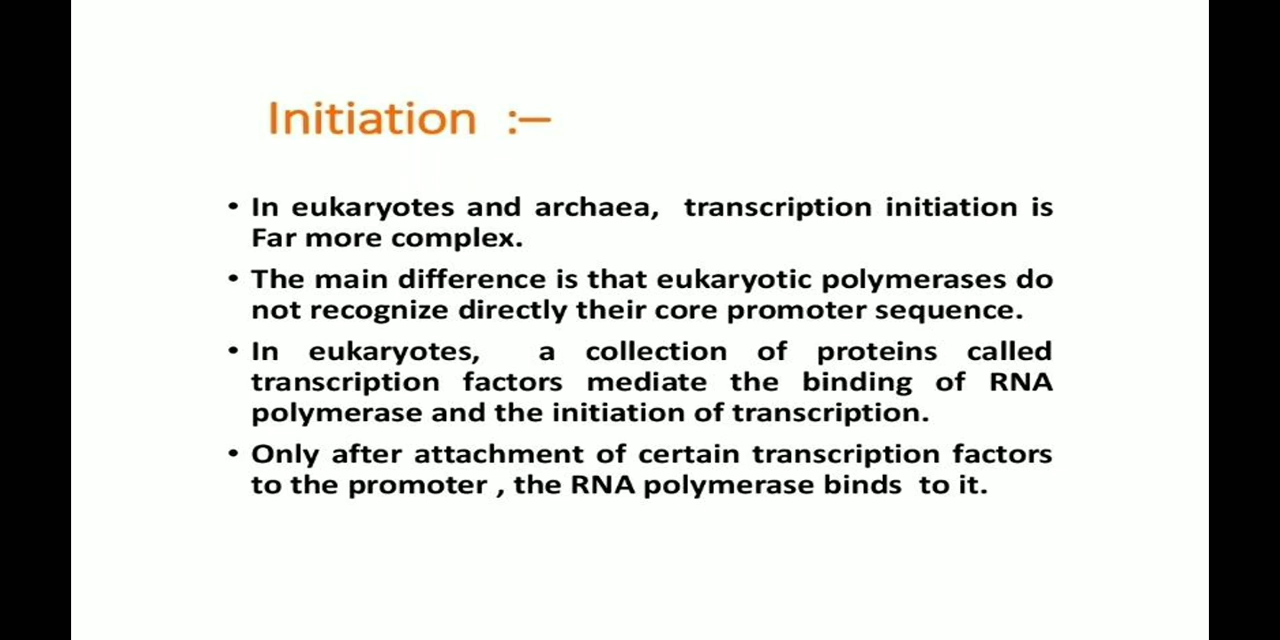 Initiation :–
• In eukaryotes and archaea, transcription initiation is
Far more complex.
• The main difference is that eukaryotic polymerases do
not recognize directly their core promoter sequence.
• In eukaryotes, a collection of proteins called
transcription factors mediate the binding of RNA
polymerase and the initiation of transcription.
• Only after attachment of certain transcription factors
to the promoter , the RNA polymerase binds to it.